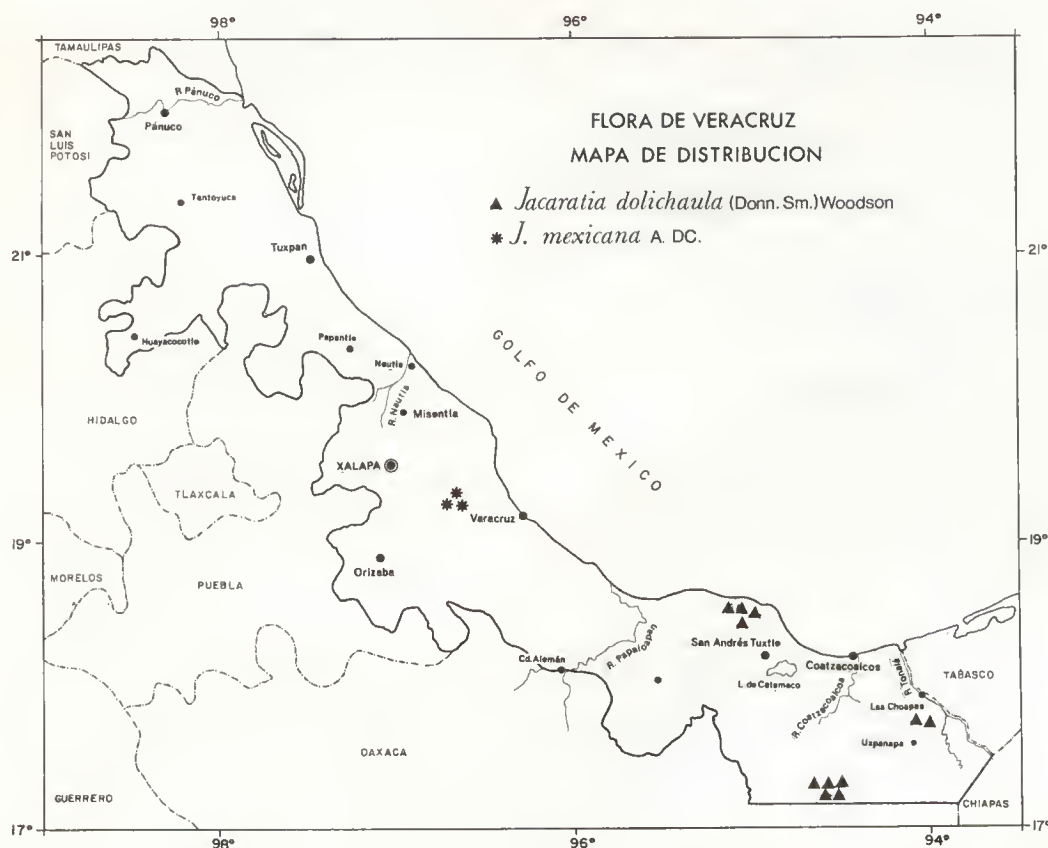 98°
96°
94°
TAMAULIPAS
R. Pánuco
Pánuco
SAN
LUIS
POTOSI
FLORA DE VERACRUZ
MAPA DE DISTRIBUCION
▲ Jacaratia dolichaula (Donn. Sm.) Woodson
✷ J. mexicana A. DC.
Tantoyuca
Tuxpan
21°
21°
Huayacocotla
Papantla
Nautla
R. Nautla
Misantla
GOLFO DE MEXICO
HIDALGO
XALAPA
TLAXCALA
Veracruz
19°
19°
Orizaba
MORELOS
PUEBLA
San Andrés Tuxtla
R. Papaloapan
Cd. Alemán
L. de Catemaco
Coatzacoalcos
R. Coatzacoalcos
R. Tonalá
TABASCO
Las Choapas
Uxpanapa
OAXACA
GUERRERO
CHIAPAS
17°
17°
98°
96°
94°